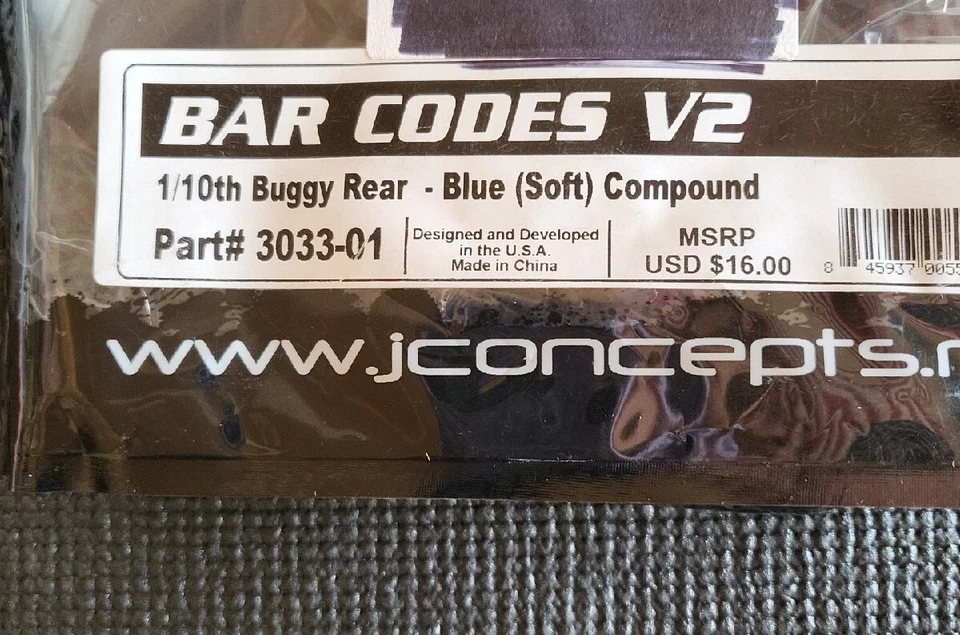 BAR CODES V2
1/10th Buggy Rear - Blue (Soft) Compound
Part# 3033-01
Designed and Developed
in the U.S.A.
Made in China
MSRP
USD $16.00
8 45937 0055
www.jconcepts.